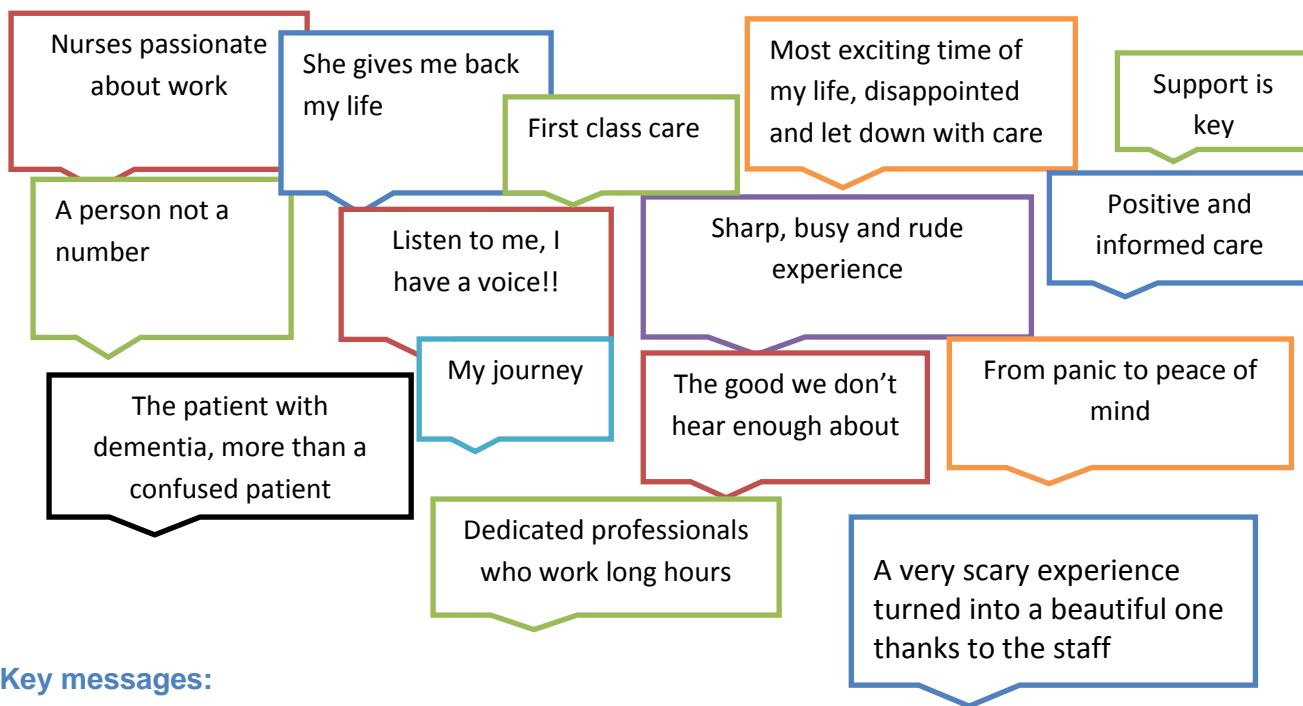 Nurses passionate
about work
She gives me back
my life
First class care
Most exciting time of
my life, disappointed
and let down with care
Support is
key
A person not a
number
Listen to me, I
have a voice!!
Sharp, busy and rude
experience
Positive and
informed care
The patient with
dementia, more than a
confused patient
My journey
The good we don’t
hear enough about
From panic to peace of
mind
Dedicated professionals
who work long hours
A very scary experience
turned into a beautiful one
thanks to the staff
Key messages: